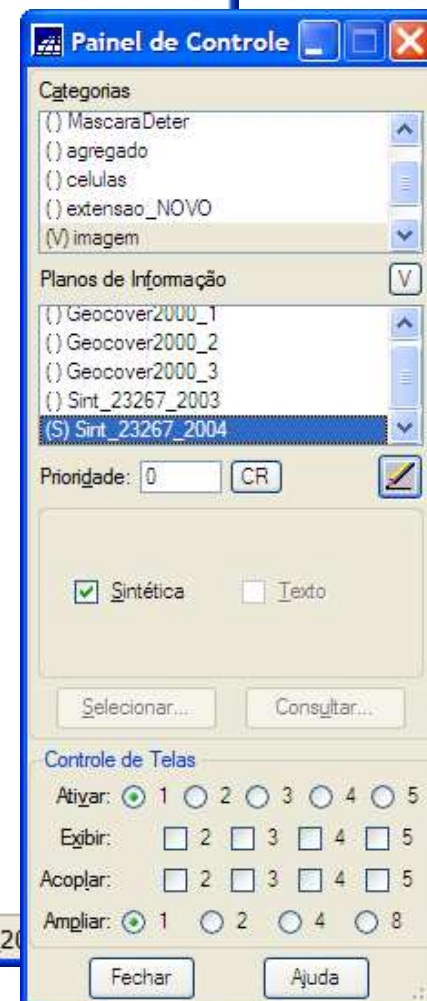 Painel de Controle
Categorias
() MascaraDeter
() agregado
() celulas
() extensao_NOVO
(V) imagem
Planos de Informação V
() Geocover2000_1
() Geocover2000_2
() Geocover2000_3
() Sint_23267_2003
(S) Sint_23267_2004
Prioridade: 0 CR
Sintética Texto
Selecionar... Consultar...
Controle de Telas
Ativar: 1 2 3 4 5
Exibir: 2 3 4 5
Acoplar: 2 3 4 5
Ampliar: 1 2 4 8
Fechar Ajuda